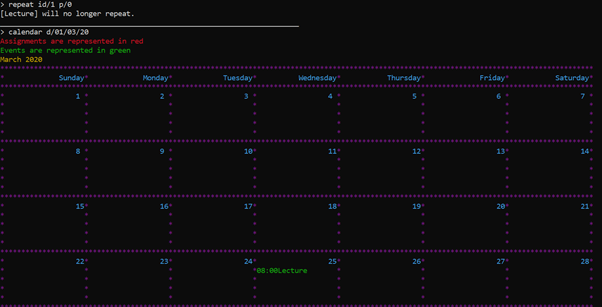 > repeat id/1 p/0
[Lecture] will no longer repeat.
> calendar d/01/03/20
Assignments are represented in red
Events are represented in green
March 2020
Sunday* Monday* Tuesday* Wednesday* Thursday* Friday* Saturday*
1 2 3 4 5 6 7
8 9 10 11 12 13 14
15 16 17 18 19 20 21
22 23 24 25 26 27 28
08:00Lecture